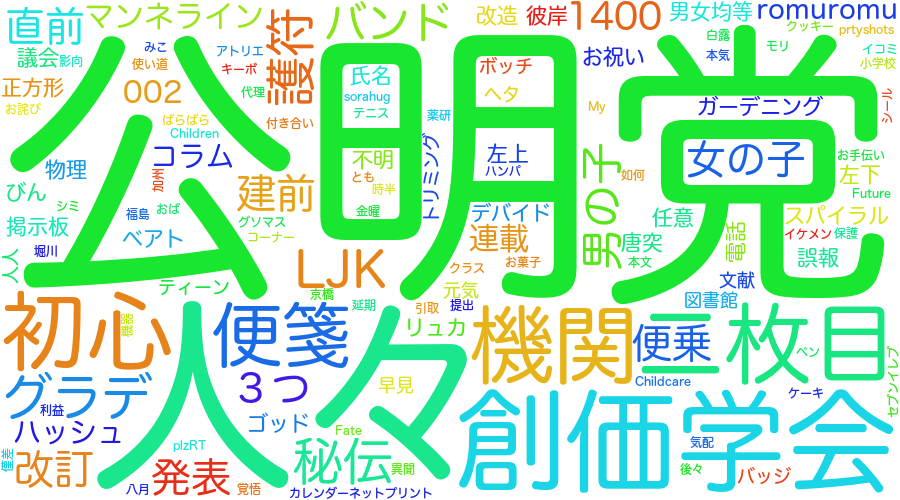 直前
マンネライン
護符
バンド
改造
彼岸
1400
男女均等
romuromu
クッキー
prtyshots
議会
影向
みこ
使い道
アトリエ
キーポ
代理
氏名
sorahug
テニス
ボッチ
ヘタ
お祝い
My
白露
本気
モリ
イコミ
小学校
シール
正方形
お詫び
002
ばらばら
Children
付き合い
薬研
公明党
ガーデニング
物理
コラム
加州
不明
とも
時半
金曜
トリミング
左上
ハンパ
男の子
如何
女の子
お手伝い
左下
Future
びん
シミ
建前
福島
おば
グソマス
コーナー
デバイド
連載
お菓子
任意
電話
スパイラル
イケメン
保護
掲示板
堀川
ベアト
唐突
本文
誤報
人人
ティーン
LJK
京橋
延期
クラス
元気
引取
提出
文献
図書館
初心
機器
人々
便箋
リュカ
機関
便乗
二枚目
ペン
セブンイレブ
グラデ
利益
3つ
早見
Childcare
ケーキ
ハッシュ
plzRT
ゴッド
Fate
創価学会
気配
僅差
改訂
発表
八月
覚悟
秘伝
異聞
カレンダーネットプリント
後々
バッジ